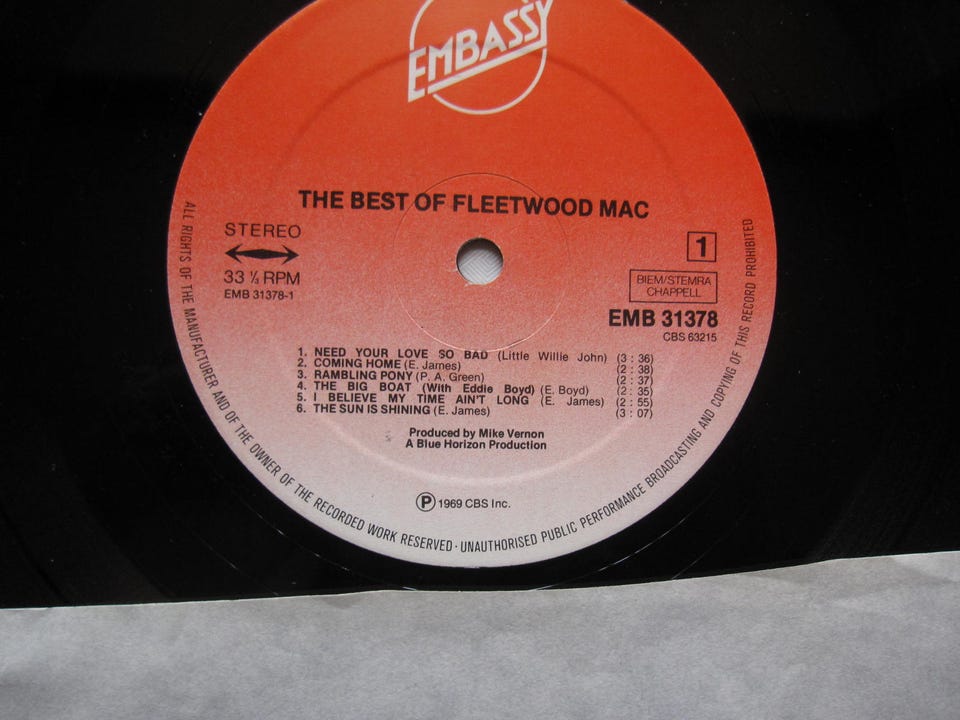 EMBASSY
THE BEST OF FLEETWOOD MAC
STEREO
33 ⅓ RPM
EMB 31378-1
1
BIEM/STEMRA
CHAPPELL
EMB 31378
CBS 63215
1. NEED YOUR LOVE SO BAD (Little Willie John) (3 : 36)
2. COMING HOME (E. James) (2 : 38)
3. RAMBLING PONY (P. A. Green) (2 : 37)
4. THE BIG BOAT (With Eddie Boyd) (E. Boyd) (2 : 35)
5. I BELIEVE MY TIME AIN'T LONG (E. James) (2 : 55)
6. THE SUN IS SHINING (E. James) (3 : 07)
Produced by Mike Vernon
A Blue Horizon Production
Ⓟ 1969 CBS Inc.
ALL RIGHTS OF THE MANUFACTURER AND OF THE OWNER OF THE RECORDED WORK RESERVED · UNAUTHORISED PUBLIC PERFORMANCE BROADCASTING AND COPYING OF THIS RECORD PROHIBITED